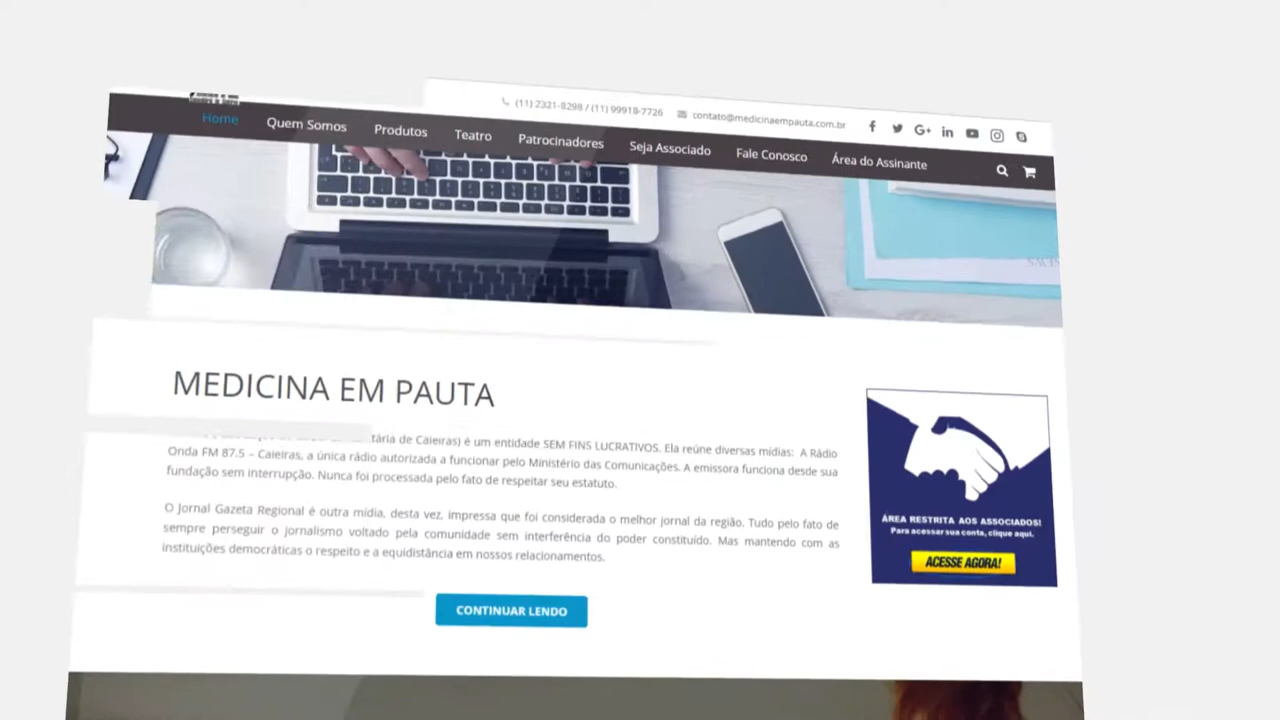 (11) 2321-8298 / (11) 99918-7726
contato@medicinaempauta.com.br
Home
Quem Somos
Produtos
Teatro
Patrocinadores
Seja Associado
Fale Conosco
Área do Assinante
MEDICINA EM PAUTA
de Caieiras) é um entidade SEM FINS LUCRATIVOS. Ela reúne diversas mídias: A Rádio
Onda FM 87.5 – Caieiras, a única rádio autorizada a funcionar pelo Ministério das Comunicações. A emissora funciona desde sua
fundação sem interrupção. Nunca foi processada pelo fato de respeitar seu estatuto.
O Jornal Gazeta Regional é outra mídia, desta vez, impressa que foi considerada o melhor jornal da região. Tudo pelo fato de
sempre perseguir o jornalismo voltado pela comunidade sem interferência do poder constituído. Mas mantendo com as
instituições democráticas o respeito e a equidistância em nossos relacionamentos.
CONTINUAR LENDO
ÁREA RESTRITA AOS ASSOCIADOS!
Para acessar sua conta, clique aqui.
ACESSE AGORA!